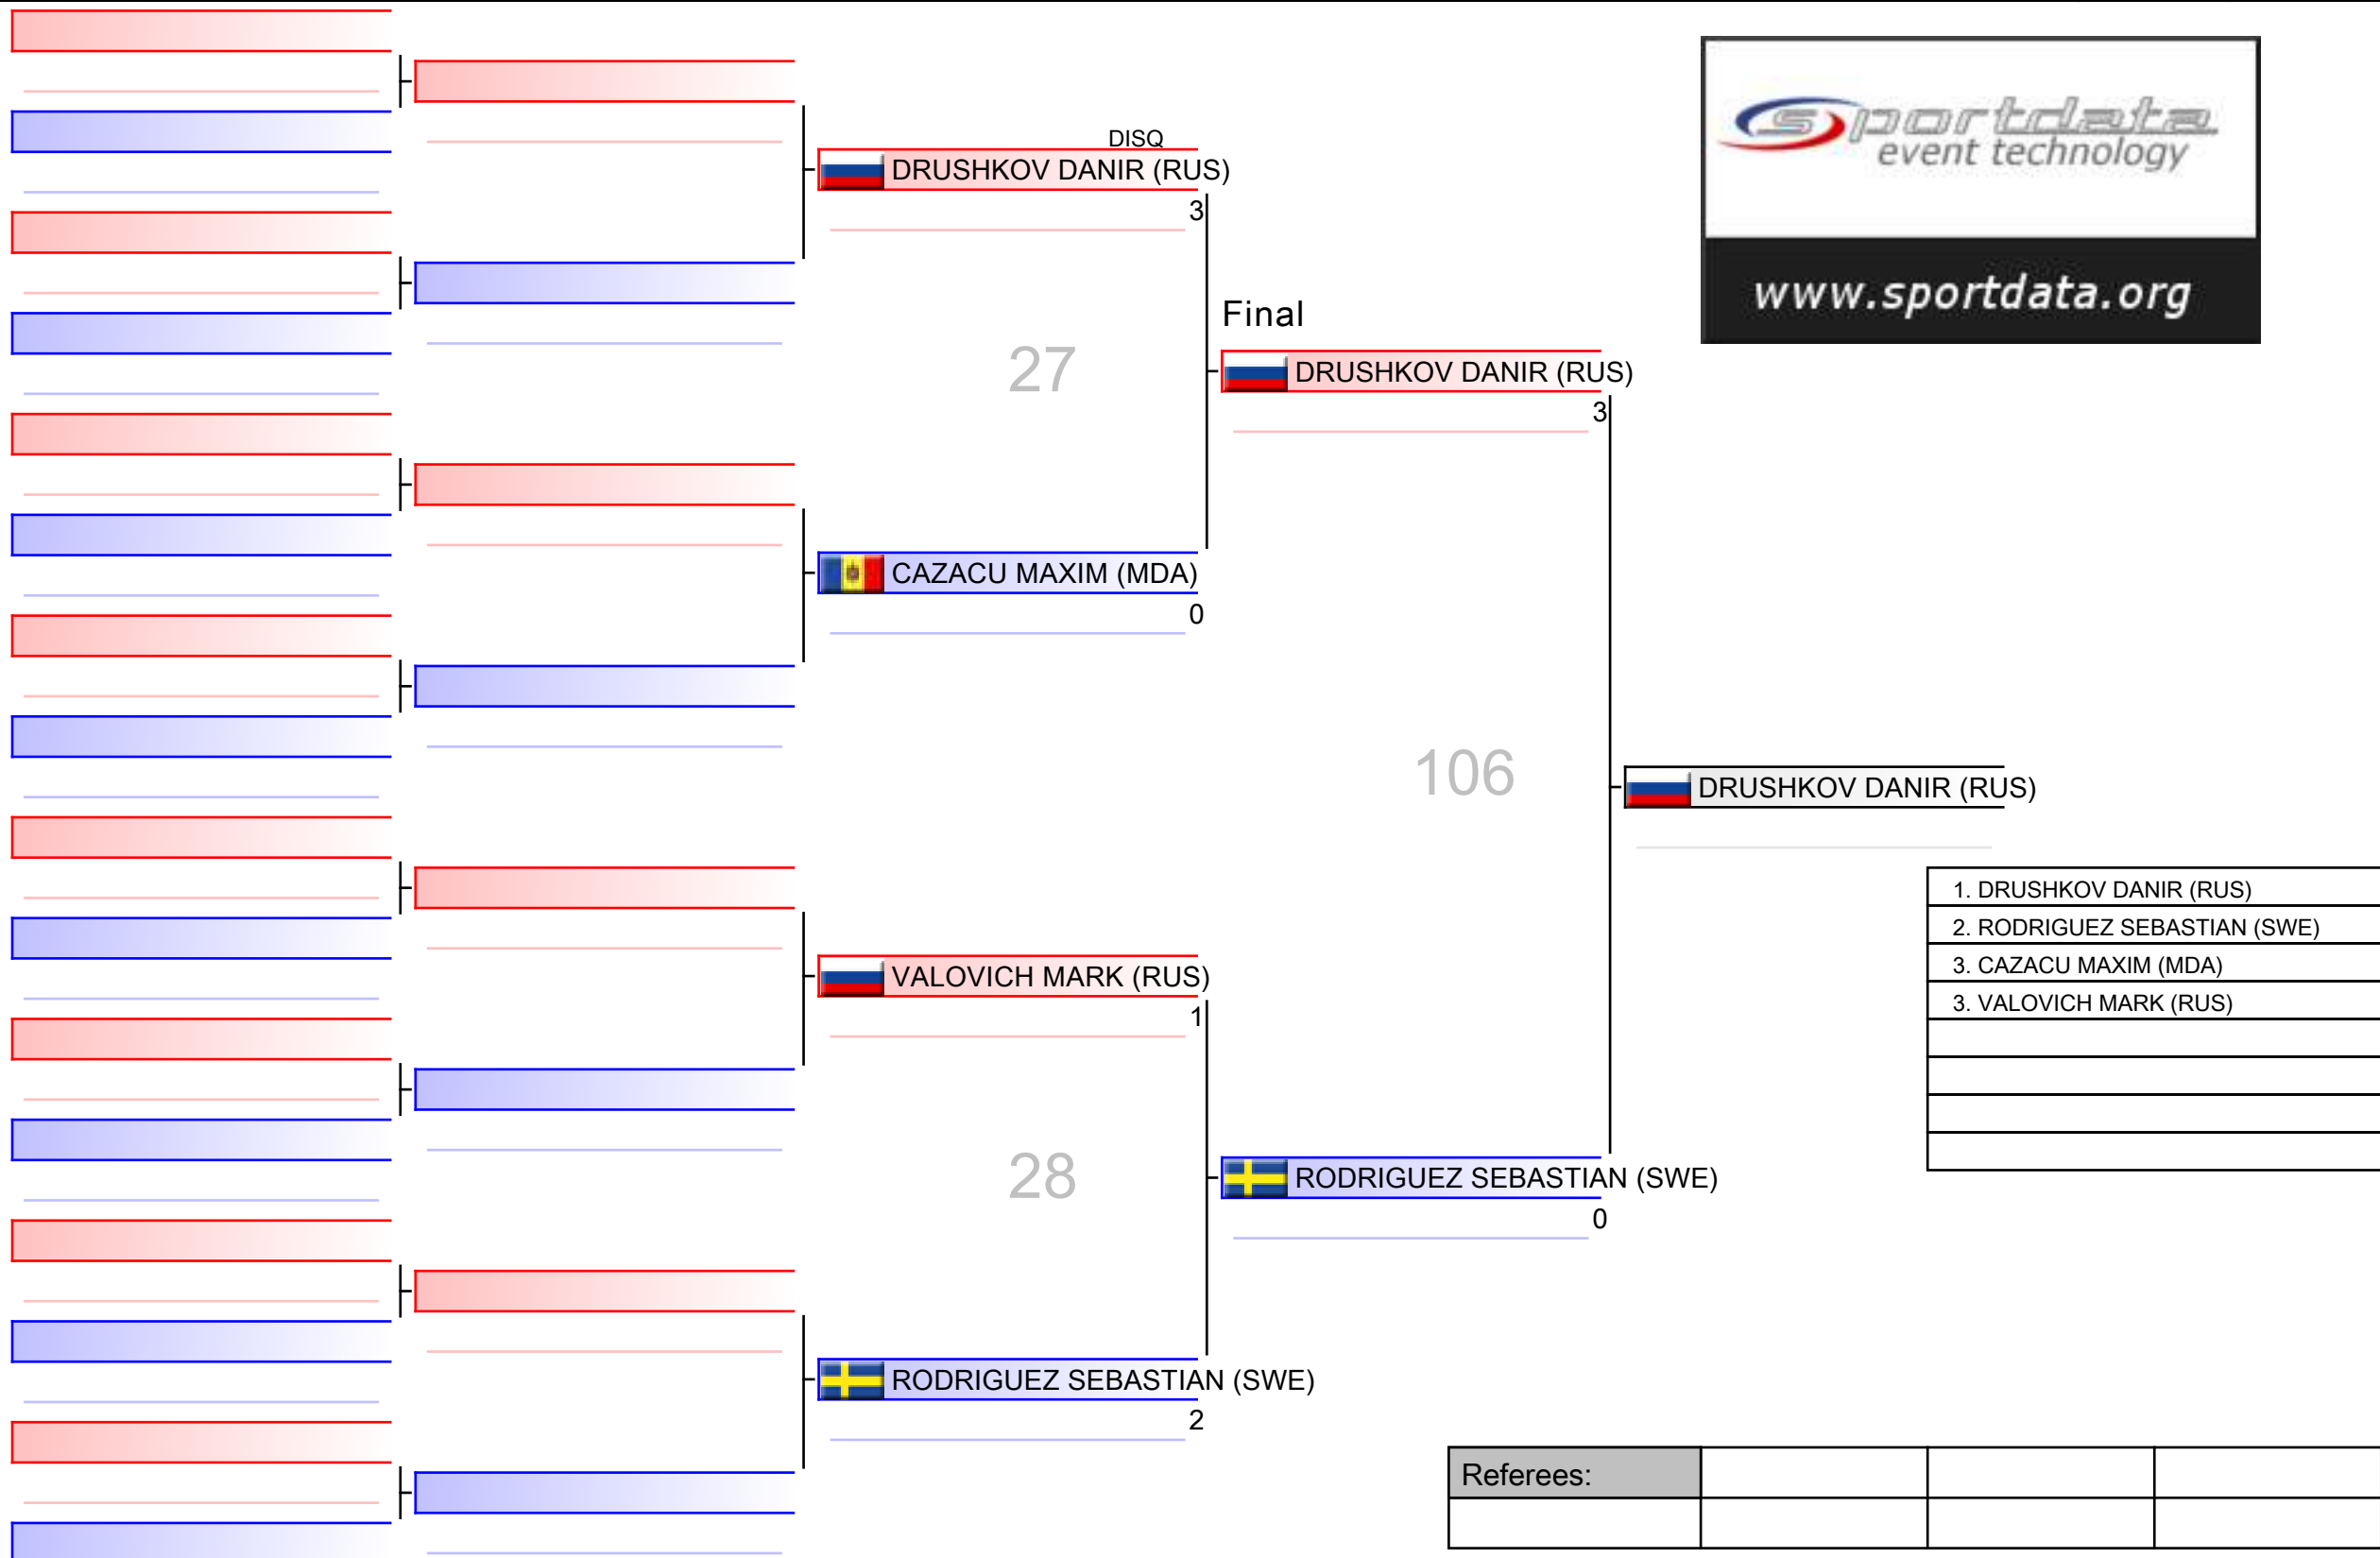 sportdata
event technology
www.sportdata.org
DISQ
DRUSHKOV DANIR (RUS)
3
27
CAZACU MAXIM (MDA)
0
VALOVICH MARK (RUS)
1
28
RODRIGUEZ SEBASTIAN (SWE)
2
Final
DRUSHKOV DANIR (RUS)
3
106
RODRIGUEZ SEBASTIAN (SWE)
0
DRUSHKOV DANIR (RUS)
1. DRUSHKOV DANIR (RUS)
2. RODRIGUEZ SEBASTIAN (SWE)
3. CAZACU MAXIM (MDA)
3. VALOVICH MARK (RUS)
Referees: